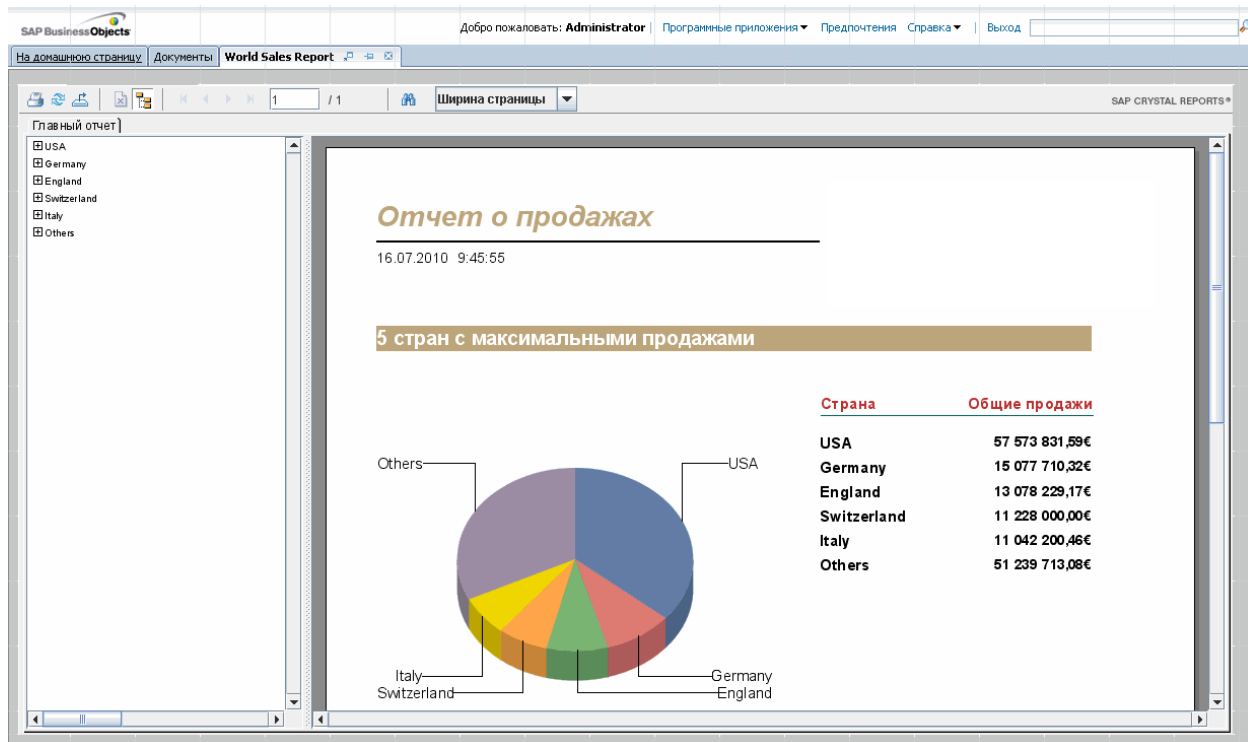 SAP BusinessObjects
Добро пожаловать: Administrator | Программные приложения Предпочтения Справка | Выход
На домашнюю страницу Документы World Sales Report
1 / 1 Ширина страницы SAP CRYSTAL REPORTS®
Главный отчет
USA
Germany
England
Switzerland
Italy
Others
Отчет о продажах
16.07.2010 9:45:55
5 стран с максимальными продажами
Страна Общие продажи
USA 57 573 831,59€
Germany 15 077 710,32€
England 13 078 229,17€
Switzerland 11 228 000,00€
Italy 11 042 200,46€
Others 51 239 713,08€
Others USA
Italy Germany
Switzerland England